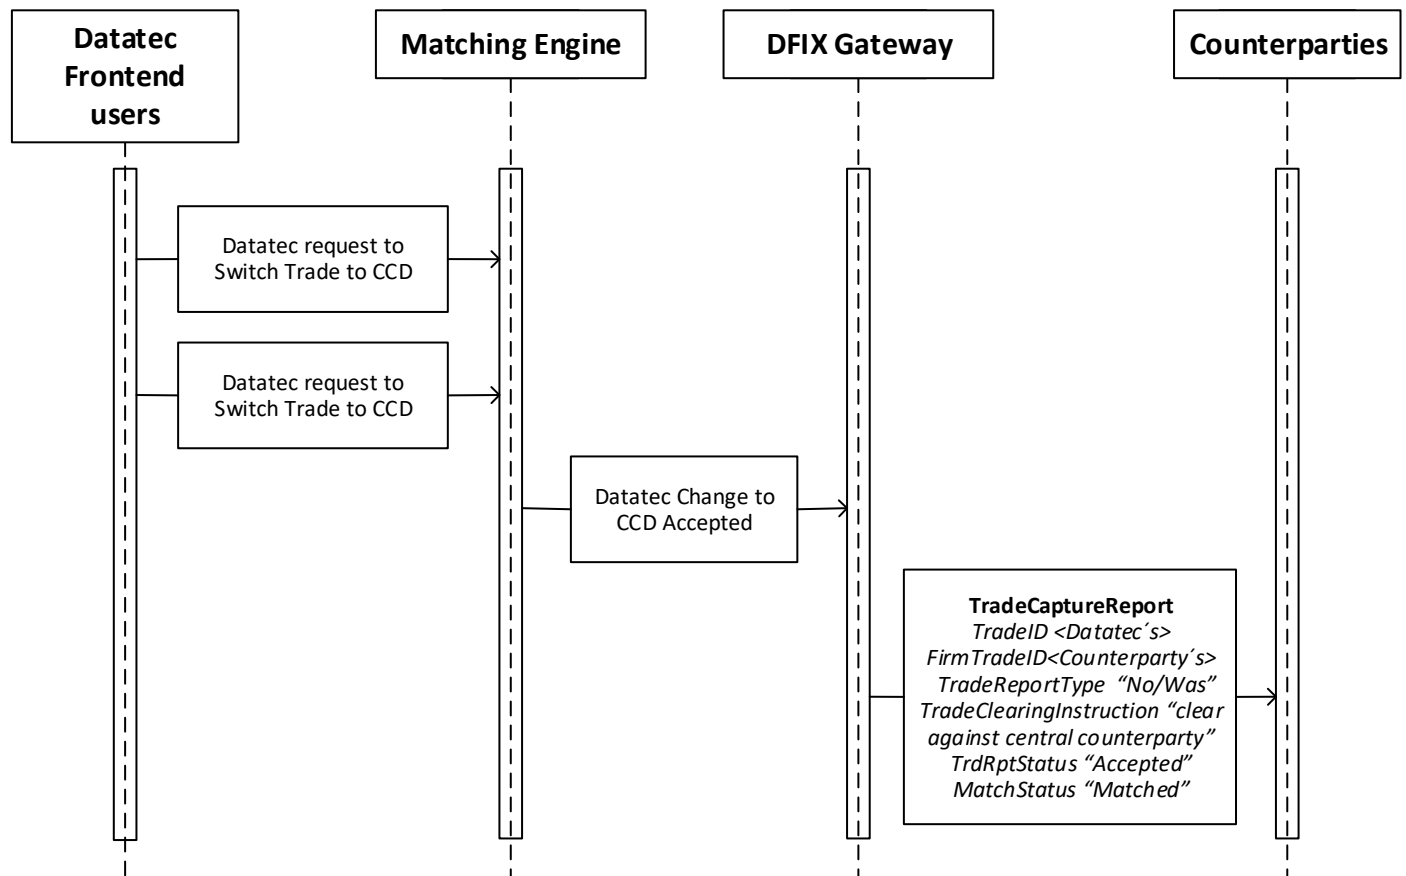 Datatec
Frontend
users
Matching Engine
DFIX Gateway
Counterparties
Datatec request to
Switch Trade to CCD
Datatec request to
Switch Trade to CCD
Datatec Change to
CCD Accepted
TradeCaptureReport
TradeID <Datatec´s>
FirmTradeID<Counterparty´s>
TradeReportType “No/Was”
TradeClearingInstruction “clear
against central counterparty”
TrdRptStatus “Accepted”
MatchStatus “Matched”